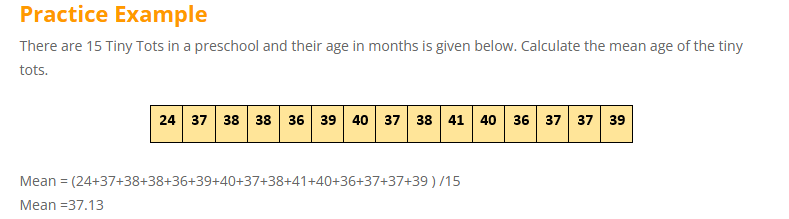 Practice Example
There are 15 Tiny Tots in a preschool and their age in months is given below. Calculate the mean age of the tiny
tots.
24 37 38 38 36 39 40 37 38 41 40 36 37 37 39
Mean = (24+37+38+38+36+39+40+37+38+41+40+36+37+37+39 ) /15
Mean =37.13